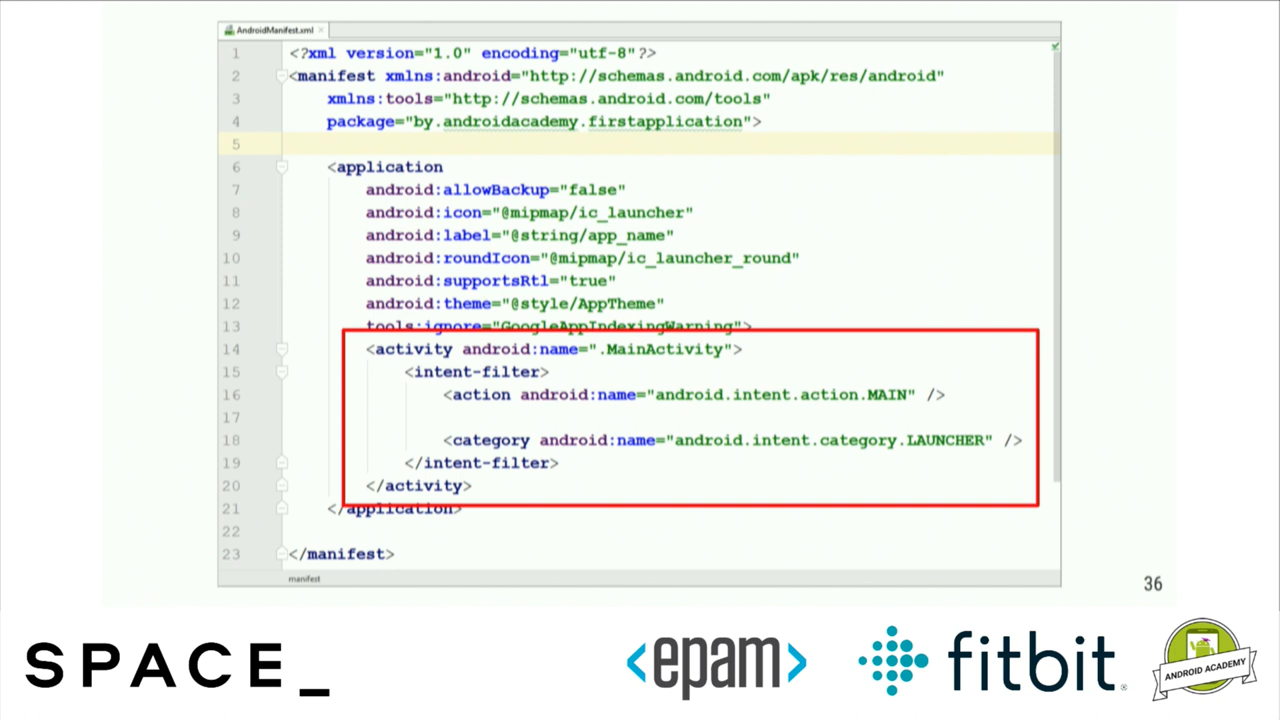 AndroidManifest.xml
1 <?xml version="1.0" encoding="utf-8"?>
2 <manifest xmlns:android="http://schemas.android.com/apk/res/android"
3 xmlns:tools="http://schemas.android.com/tools"
4 package="by.androidacademy.firstapplication">
5
6 <application
7 android:allowBackup="false"
8 android:icon="@mipmap/ic_launcher"
9 android:label="@string/app_name"
10 android:roundIcon="@mipmap/ic_launcher_round"
11 android:supportsRtl="true"
12 android:theme="@style/AppTheme"
13 tools:ignore="GoogleAppIndexingWarning">
14 <activity android:name=".MainActivity">
15 <intent-filter>
16 <action android:name="android.intent.action.MAIN" />
17
18 <category android:name="android.intent.category.LAUNCHER" />
19 </intent-filter>
20 </activity>
21 </application>
22
23 </manifest>
manifest
36
SPACE_
<epam>
fitbit®
ANDROID ACADEMY